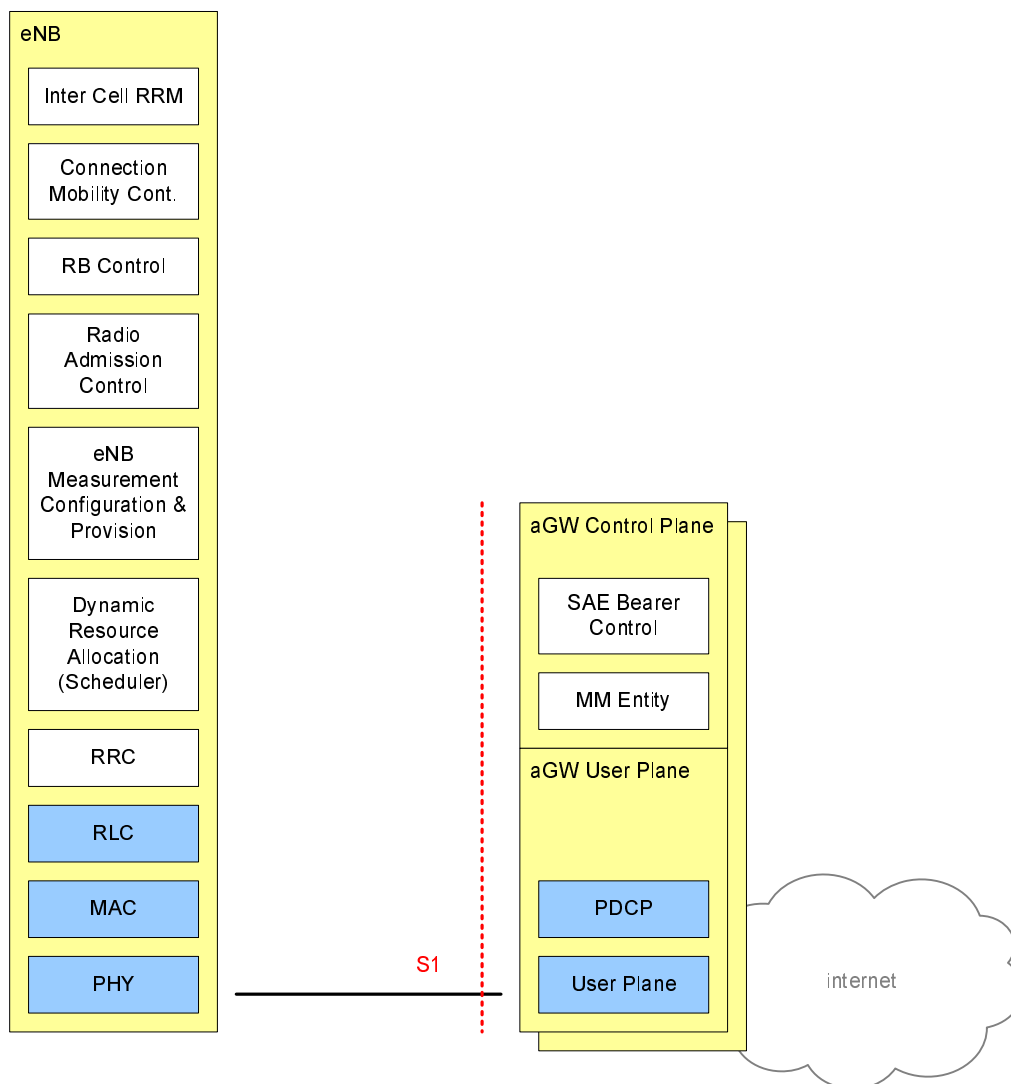 eNB
Inter Cell RRM
Connection
Mobility Cont.
RB Control
Radio
Admission
Control
eNB
Measurement
Configuration &
Provision
Dynamic
Resource
Allocation
(Scheduler)
RRC
RLC
MAC
PHY
S1
aGW Control Plane
SAE Bearer
Control
MM Entity
aGW User Plane
PDCP
User Plane
internet